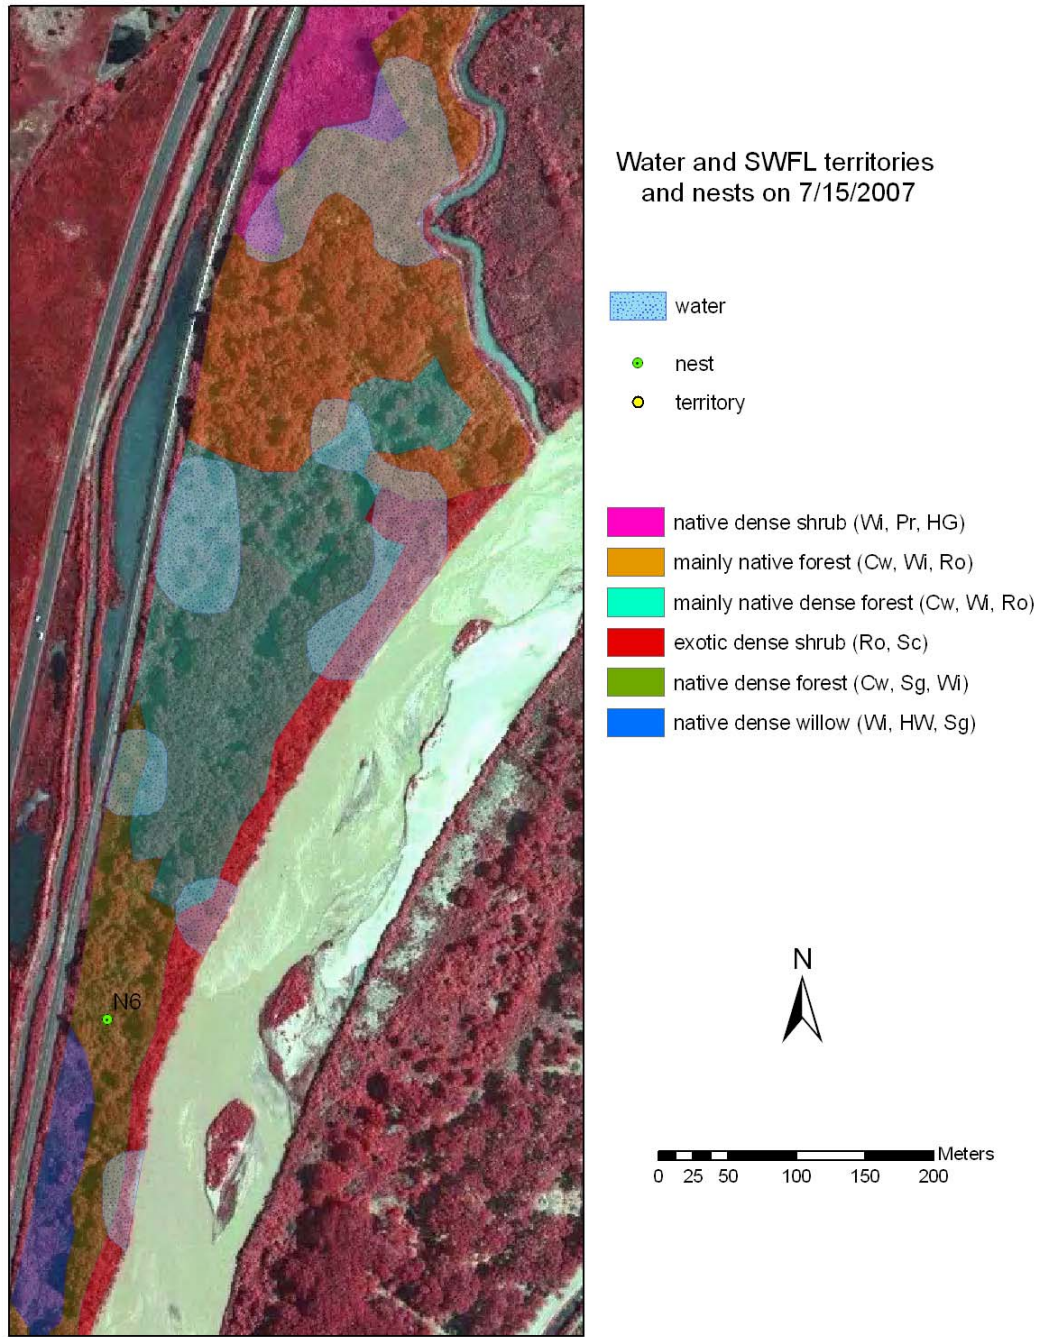 Water and SWFL territories
and nests on 7/15/2007
water
nest
territory
native dense shrub (Wi, Pr, HG)
mainly native forest (Cw, Wi, Ro)
mainly native dense forest (Cw, Wi, Ro)
exotic dense shrub (Ro, Sc)
native dense forest (Cw, Sg, Wi)
native dense willow (Wi, HW, Sg)
N6
N
Meters
0 25 50 100 150 200